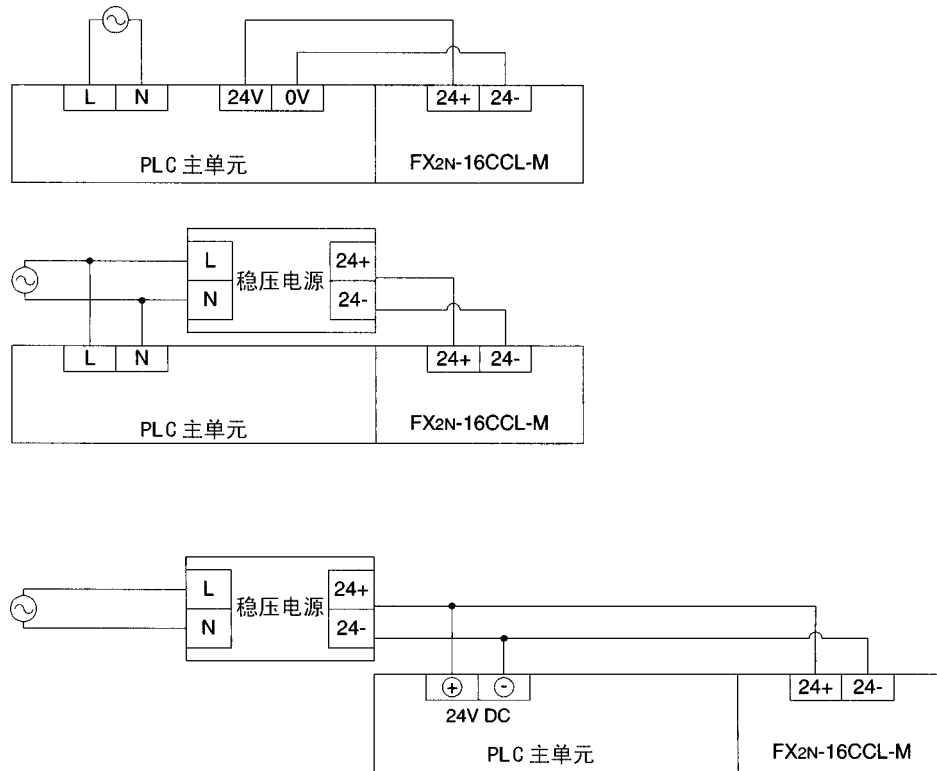 L N 24V 0V 24+ 24-
PLC 主单元 FX2N-16CCL-M
L 24+
稳压电源
N 24-
L N 24+ 24-
PLC 主单元 FX2N-16CCL-M
L 24+
稳压电源
N 24-
+ - 24+ 24-
24V DC
PLC 主单元 FX2N-16CCL-M